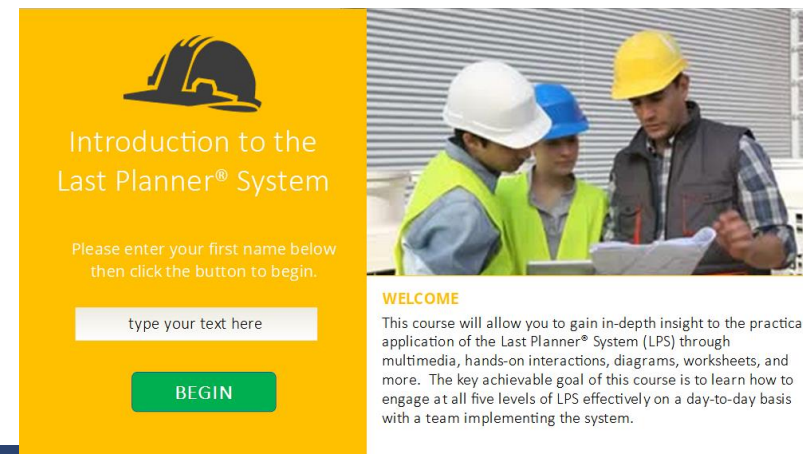 Introduction to the
Last Planner® System
Please enter your first name below
then click the button to begin.
type your text here
BEGIN
WELCOME
This course will allow you to gain in-depth insight to the practica
application of the Last Planner® System (LPS) through
multimedia, hands-on interactions, diagrams, worksheets, and
more. The key achievable goal of this course is to learn how to
engage at all five levels of LPS effectively on a day-to-day basis
with a team implementing the system.